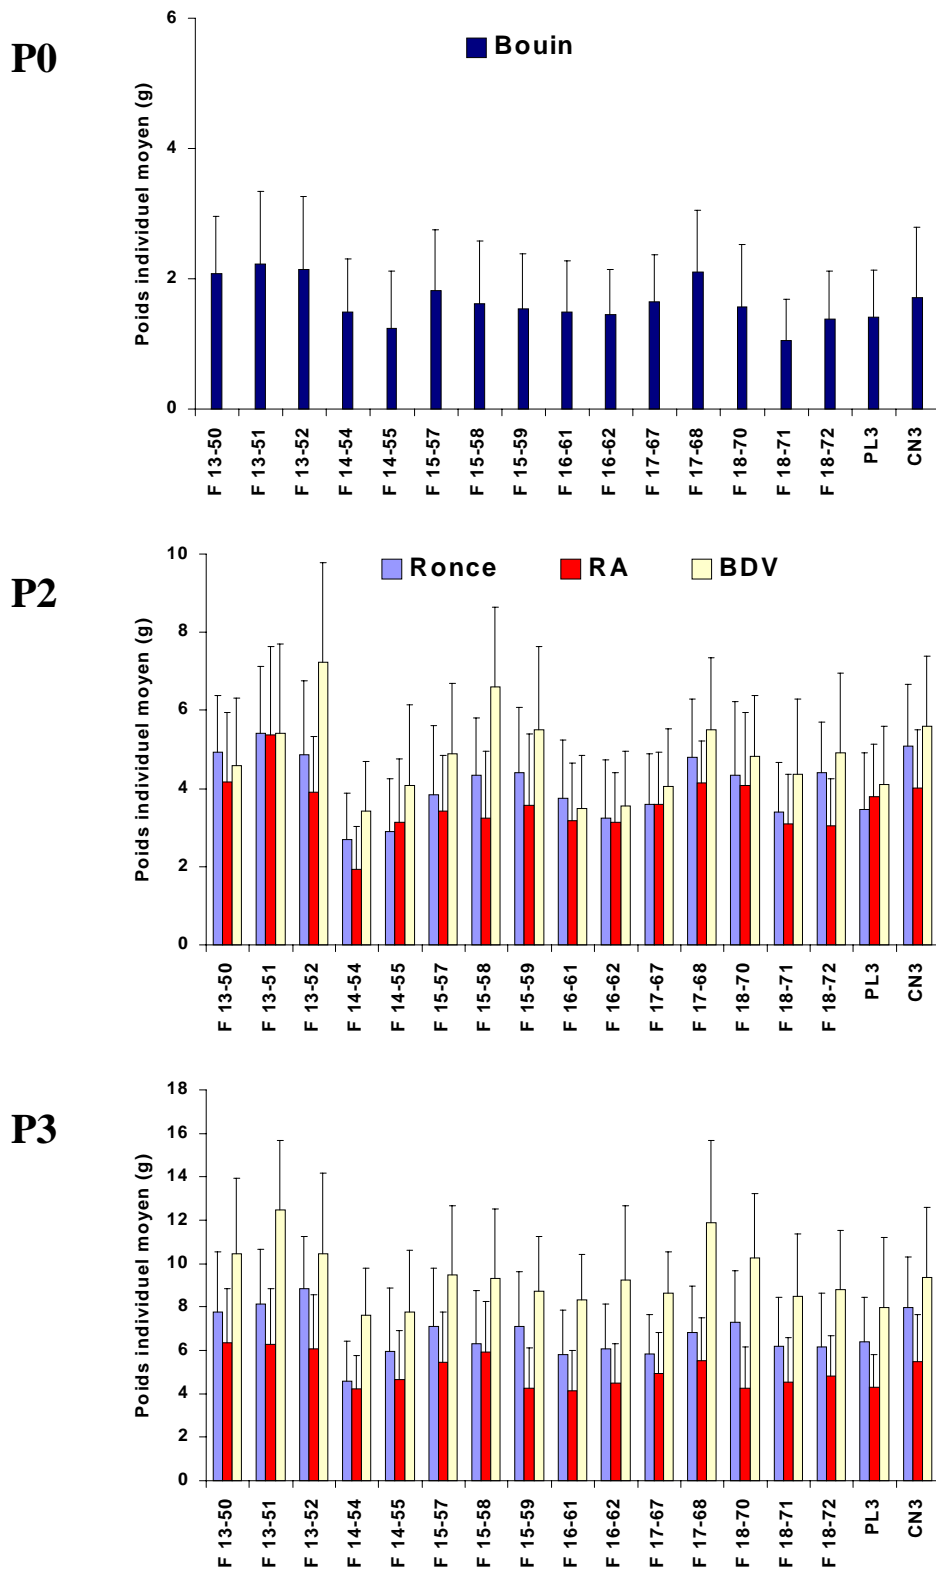 P0
Poids individuel moyen (g)
6
4
2
0
Bouin
F 13-50
F 13-51
F 13-52
F 14-54
F 14-55
F 15-57
F 15-58
F 15-59
F 16-61
F 16-62
F 17-67
F 17-68
F 18-70
F 18-71
F 18-72
PL3
CN3
P2
Poids individuel moyen (g)
10
8
6
4
2
0
Ronce RA BDV
F 13-50
F 13-51
F 13-52
F 14-54
F 14-55
F 15-57
F 15-58
F 15-59
F 16-61
F 16-62
F 17-67
F 17-68
F 18-70
F 18-71
F 18-72
PL3
CN3
P3
Poids individuel moyen (g)
18
16
14
12
10
8
6
4
2
0
F 13-50
F 13-51
F 13-52
F 14-54
F 14-55
F 15-57
F 15-58
F 15-59
F 16-61
F 16-62
F 17-67
F 17-68
F 18-70
F 18-71
F 18-72
PL3
CN3